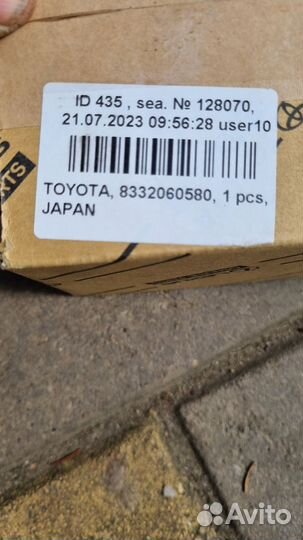 ID 435 , sea. № 128070,
21.07.2023 09:56:28 user10
TOYOTA, 8332060580, 1 pcs,
JAPAN
Avito